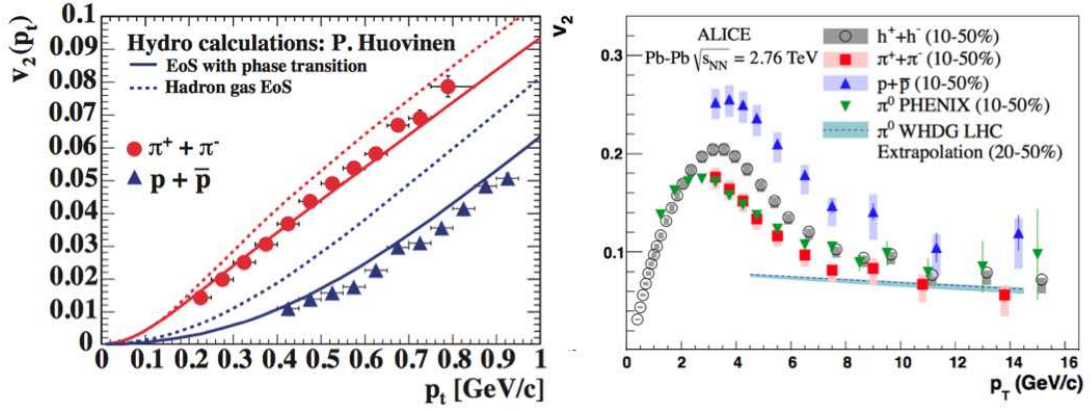 v₂(pₜ)
0.1
0.09
0.08
0.07
0.06
0.05
0.04
0.03
0.02
0.01
0
Hydro calculations: P. Huovinen
EoS with phase transition
Hadron gas EoS
π⁺ + π⁻
p + p̄
0 0.1 0.2 0.3 0.4 0.5 0.6 0.7 0.8 0.9 1
pₜ [GeV/c]
v₂
0.3
0.2
0.1
ALICE
Pb-Pb √sNN = 2.76 TeV
h⁺+h⁻ (10-50%)
π⁺+π⁻ (10-50%)
p+p̄ (10-50%)
π⁰ PHENIX (10-50%)
π⁰ WHDG LHC
Extrapolation (20-50%)
0 2 4 6 8 10 12 14 16
p_T (GeV/c)